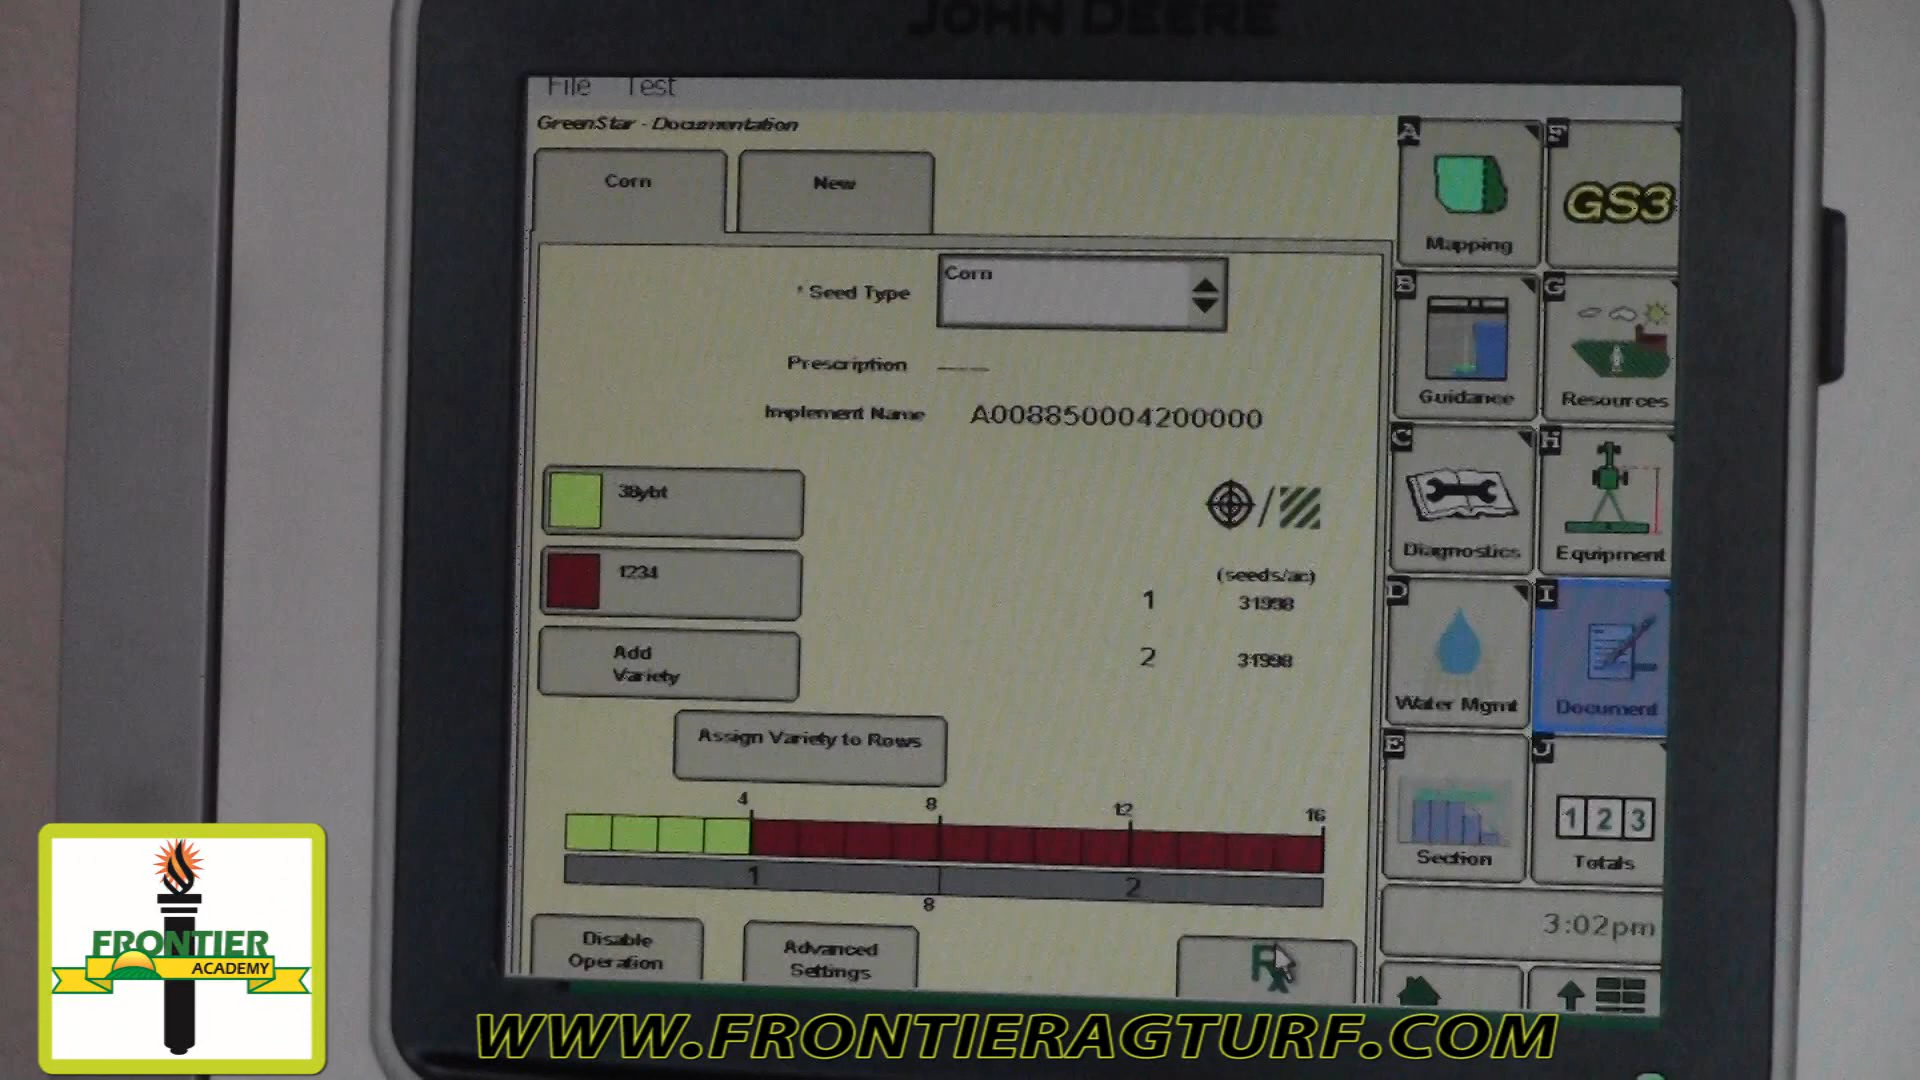 JOHN DEERE
File Test
GreenStar - Documentation
Corn
New
* Seed Type
Corn
Prescription
Implement Name
A008850004200000
38ybt
1234
(seeds/ac)
1 31998
2 31998
Add
Variety
Assign Variety to Rows
4 8 12 16
1 2
8
Disable
Operation
Advanced
Settings
Rx
A
Mapping
F
GS3
B
Guidance
G
Resources
C
Diagnostics
H
Equipment
D
Water Mgmt
I
Document
E
Section
J
1 2 3
Totals
3:02pm
FRONTIER
ACADEMY
WWW.FRONTIERAGTURF.COM